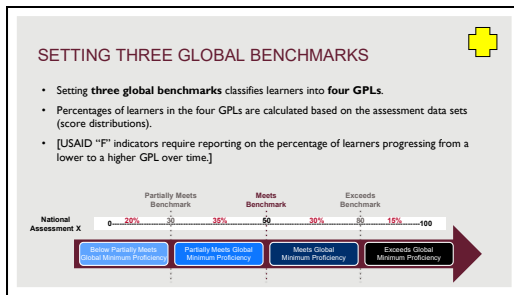 SETTING THREE GLOBAL BENCHMARKS
• Setting three global benchmarks classifies learners into four GPLs.
• Percentages of learners in the four GPLs are calculated based on the assessment data sets
(score distributions).
• [USAID “F” indicators require reporting on the percentage of learners progressing from a
lower to a higher GPL over time.]
Partially Meets
Benchmark
Meets
Benchmark
Exceeds
Benchmark
National
Assessment X
0 20% 30 35% 50 30% 80 15% 100
Below Partially Meets
Global Minimum Proficiency
Partially Meets Global
Minimum Proficiency
Meets Global
Minimum Proficiency
Exceeds Global
Minimum Proficiency